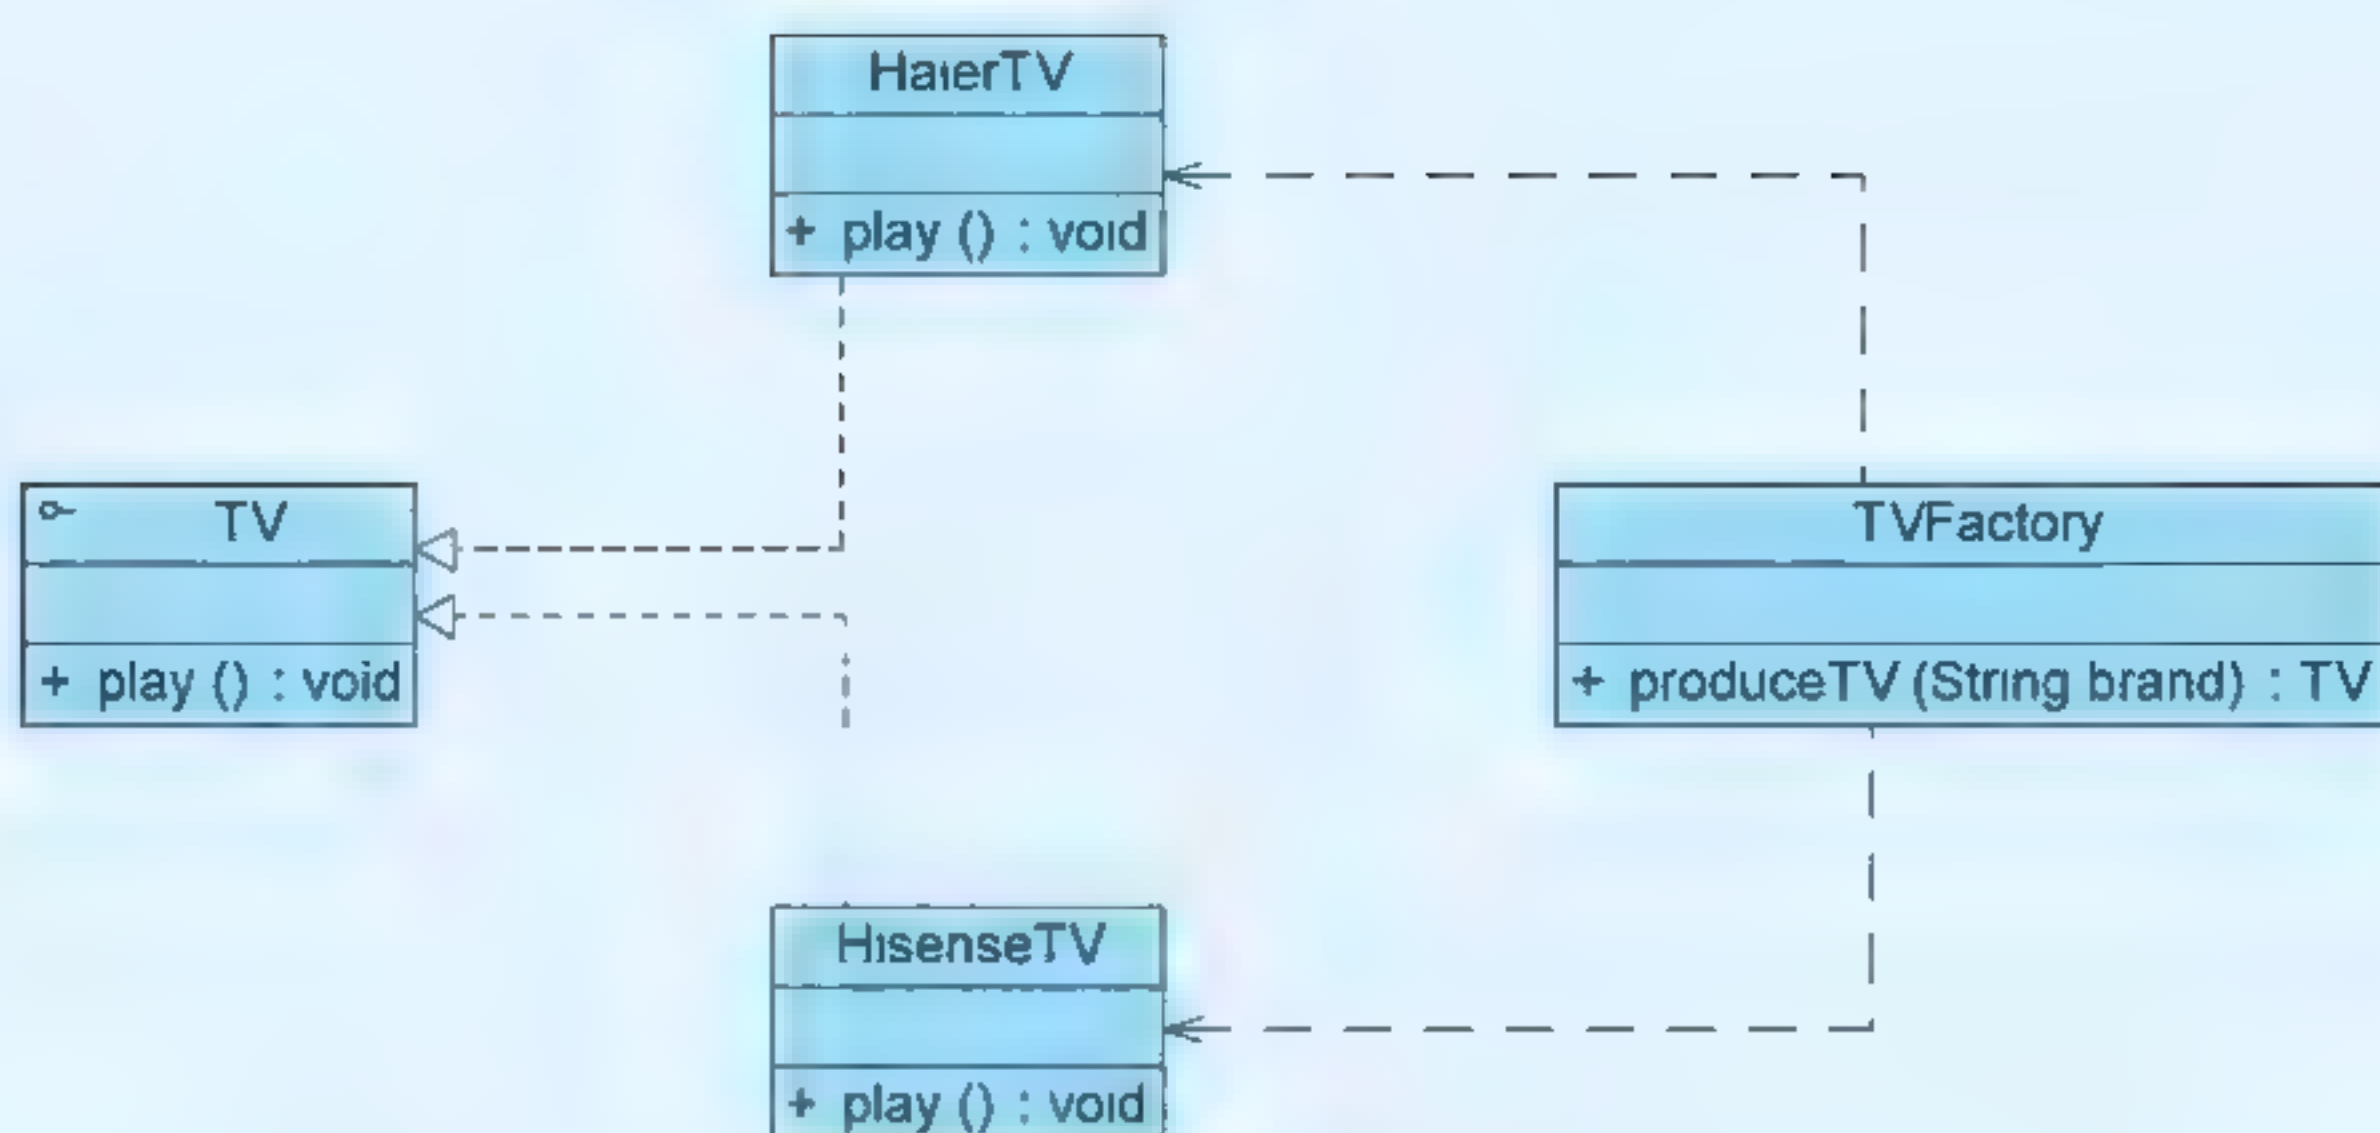 HaierTV
+ play () : void
TV
+ play () : void
TVFactory
+ produceTV (String brand) : TV
HisenseTV
+ play () : void